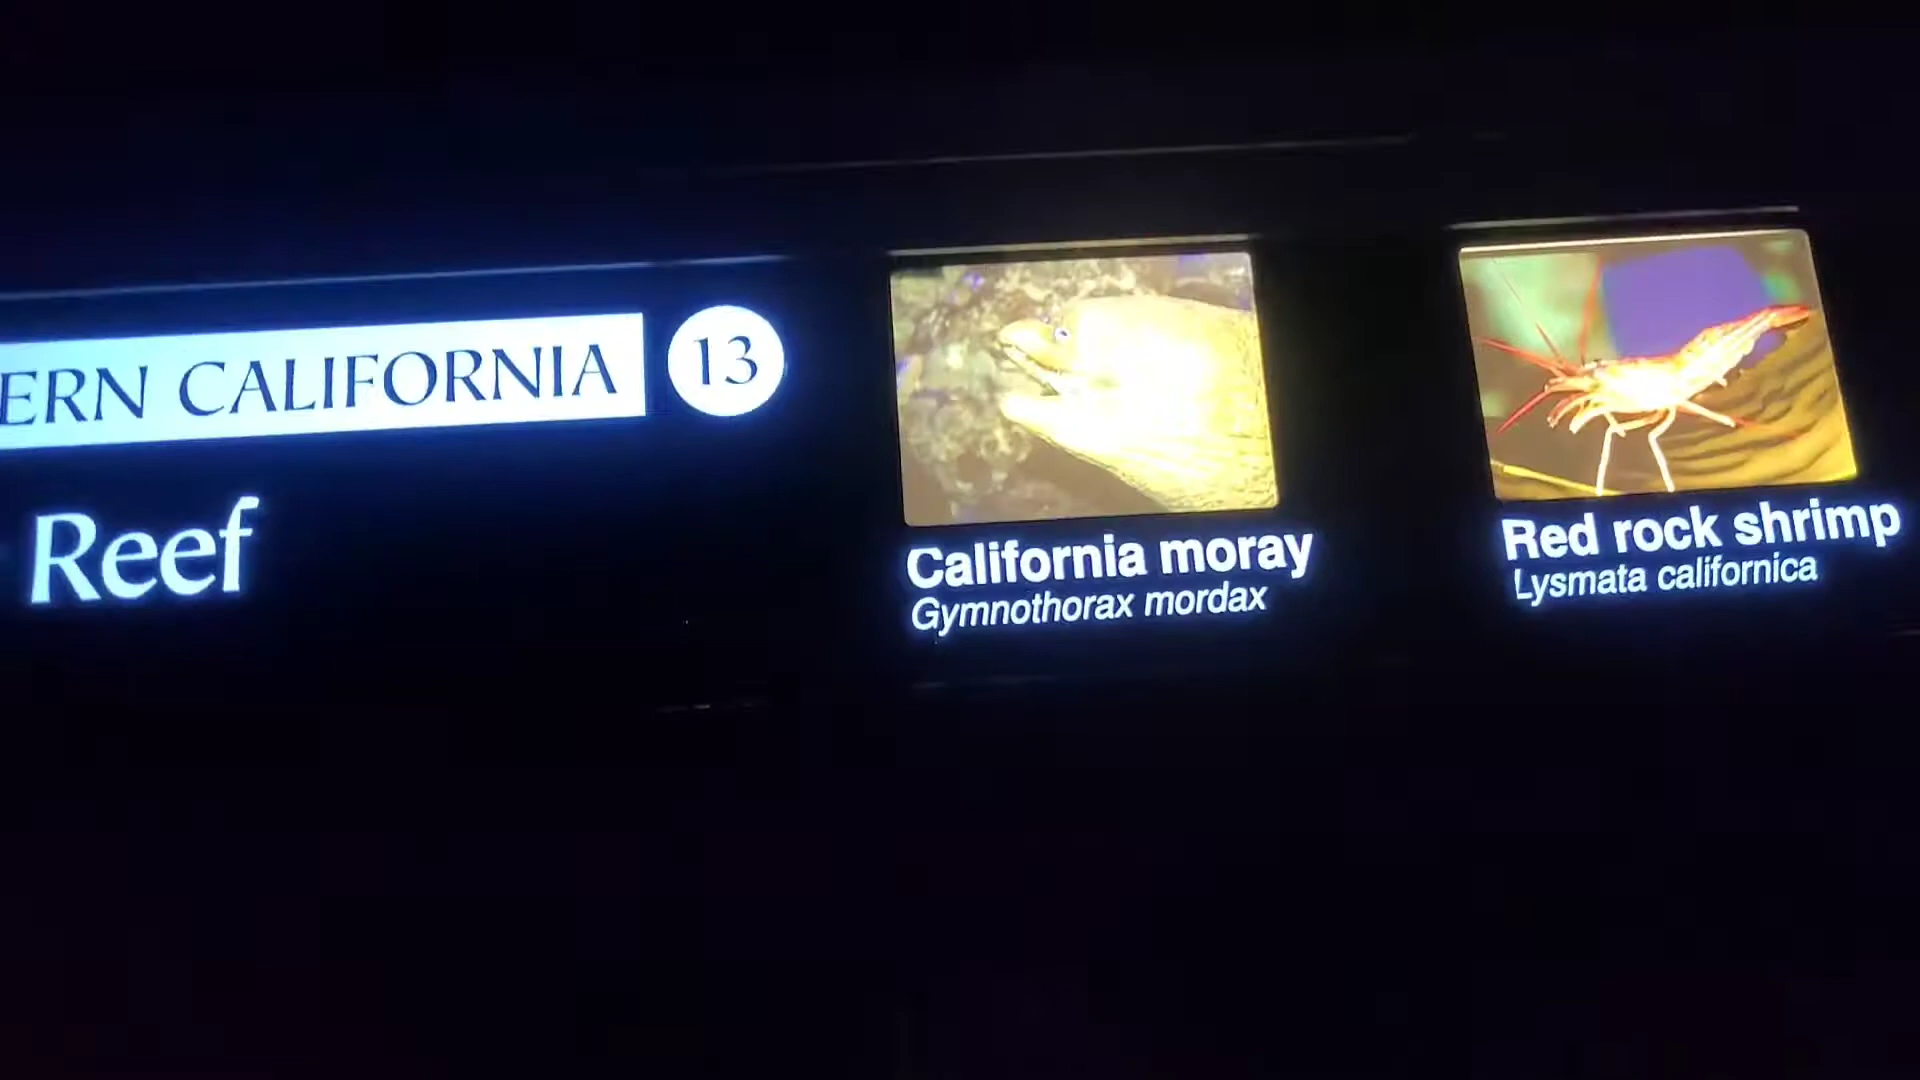 ERN CALIFORNIA 13
Reef
California moray
Gymnothorax mordax
Red rock shrimp
Lysmata californica